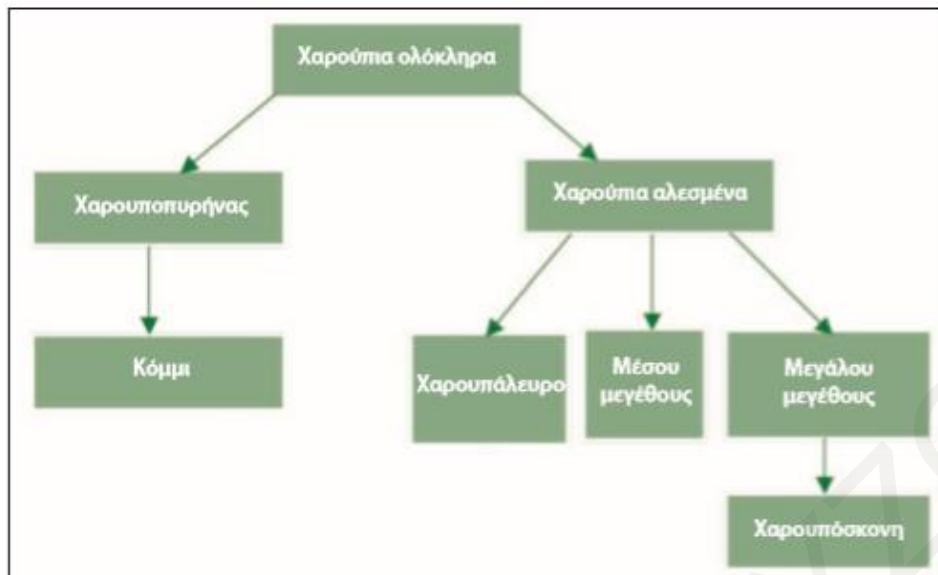 Χαρούπια ολόκληρα
Χαρουποπυρήνας
Χαρούπια αλεσμένα
Κόμμι
Χαρουπάλευρο
Μέσου
μεγέθους
Μεγάλου
μεγέθους
Χαρουπόσκονη